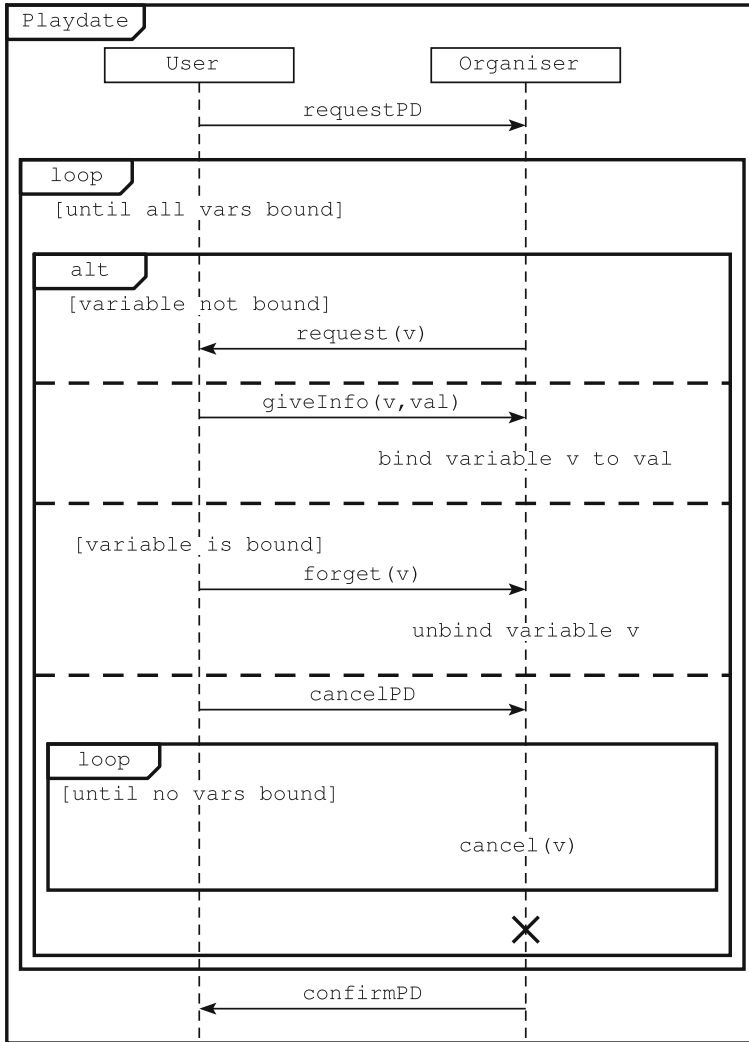 Playdate
User
Organiser
requestPD
loop
[until all vars bound]
alt
[variable not bound]
request(v)
giveInfo(v,val)
bind variable v to val
[variable is bound]
forget(v)
unbind variable v
cancelPD
loop
[until no vars bound]
cancel(v)
confirmPD